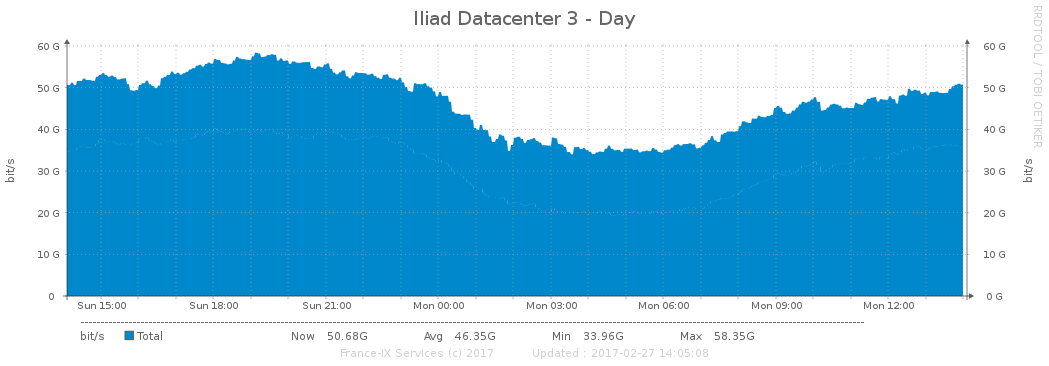 Iliad Datacenter 3 - Day
RRDTOOL / TOBI OETIKER
60 G 60 G
50 G 50 G
40 G 40 G
30 G 30 G
20 G 20 G
10 G 10 G
0 0 G
bit/s bit/s
Sun 15:00 Sun 18:00 Sun 21:00 Mon 00:00 Mon 03:00 Mon 06:00 Mon 09:00 Mon 12:00
bit/s Total Now 50.68G Avg 46.35G Min 33.96G Max 58.35G
France-IX Services (c) 2017 Updated : 2017-02-27 14:05:08